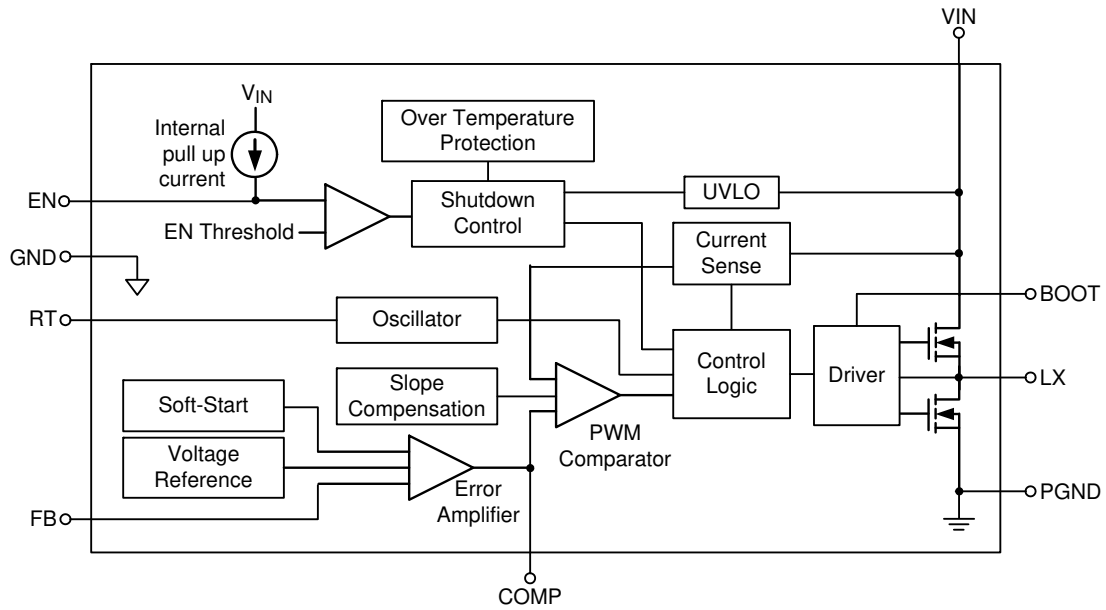 VIN
VIN
Internal
pull up
current
Over Temperature
Protection
EN
EN Threshold
Shutdown
Control
UVLO
Current
Sense
GND
BOOT
RT
Oscillator
Control
Logic
Driver
LX
Slope
Compensation
Soft-Start
PWM
Comparator
Voltage
Reference
Error
Amplifier
FB
PGND
COMP